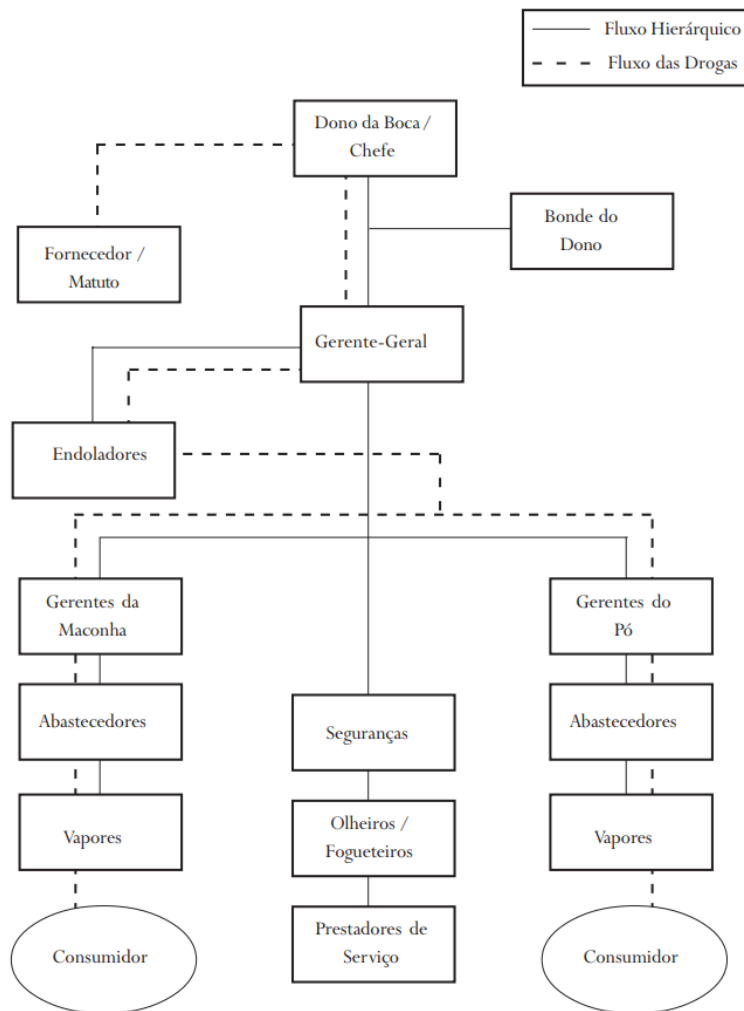 Fluxo Hierárquico
Fluxo das Drogas
Dono da Boca /
Chefe
Bonde do
Dono
Fornecedor /
Matuto
Gerente-Geral
Endoladores
Gerentes da
Maconha
Gerentes do
Pó
Abastecedores
Seguranças
Abastecedores
Vapores
Olheiros /
Fogueteiros
Vapores
Consumidor
Prestadores de
Serviço
Consumidor